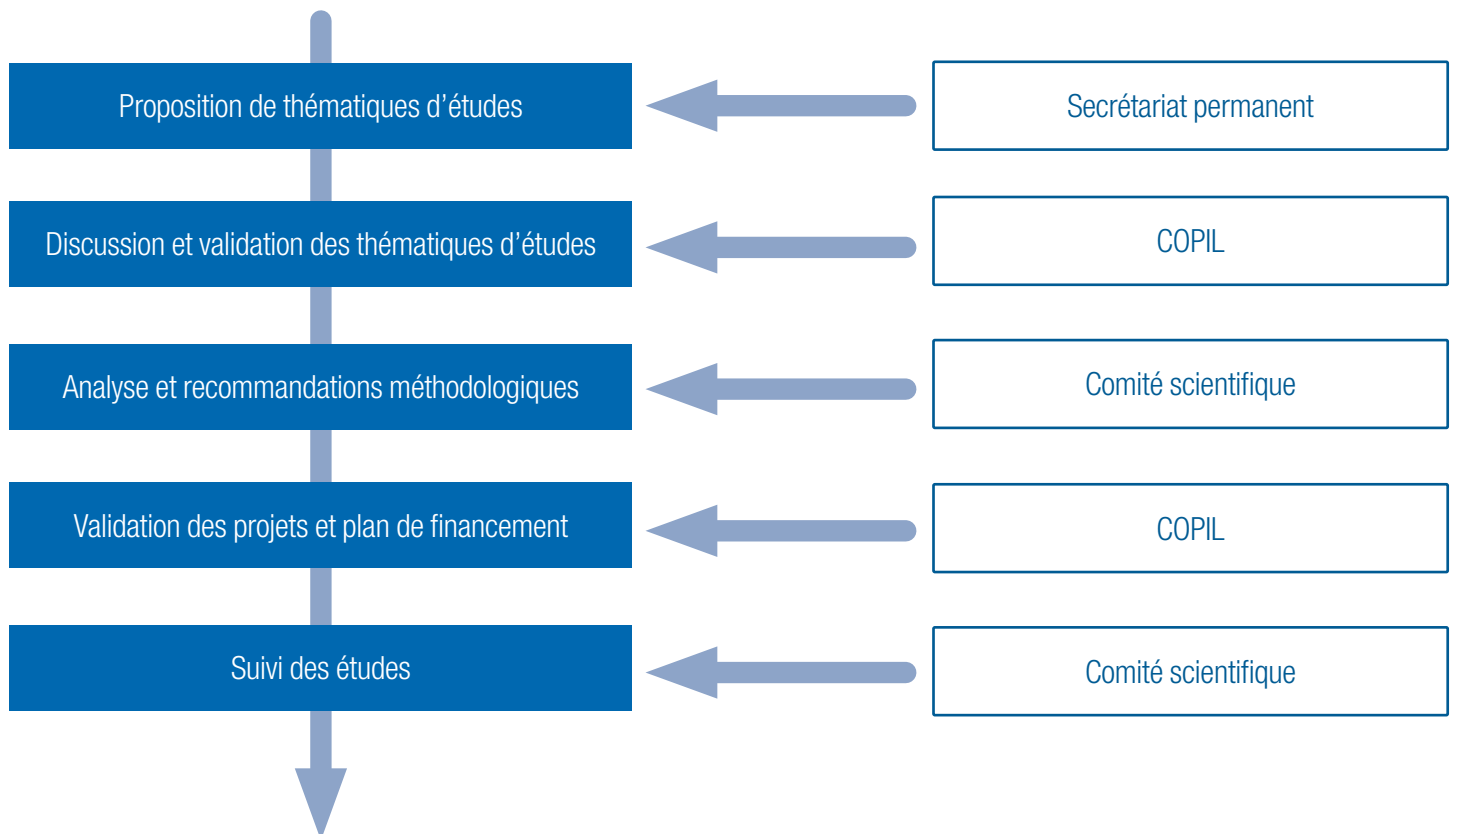 Proposition de thématiques d’études
Secrétariat permanent
Discussion et validation des thématiques d’études
COPIL
Analyse et recommandations méthodologiques
Comité scientifique
Validation des projets et plan de financement
COPIL
Suivi des études
Comité scientifique